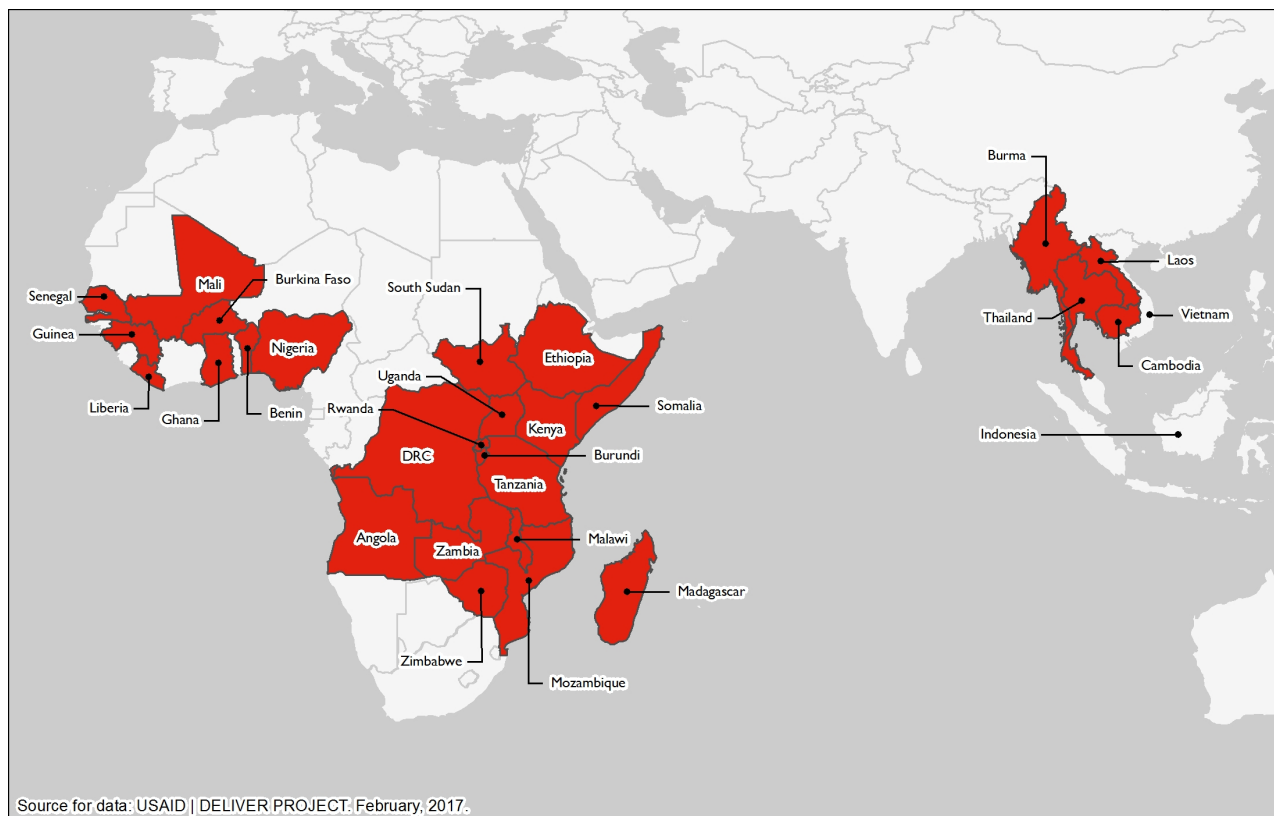 Burma
Laos
Senegal
Mali
Burkina Faso
South Sudan
Thailand
Vietnam
Guinea
Nigeria
Ethiopia
Cambodia
Uganda
Liberia
Ghana
Benin
Rwanda
Kenya
Somalia
Indonesia
DRC
Burundi
Tanzania
Angola
Zambia
Malawi
Madagascar
Zimbabwe
Mozambique
Source for data: USAID | DELIVER PROJECT. February, 2017.